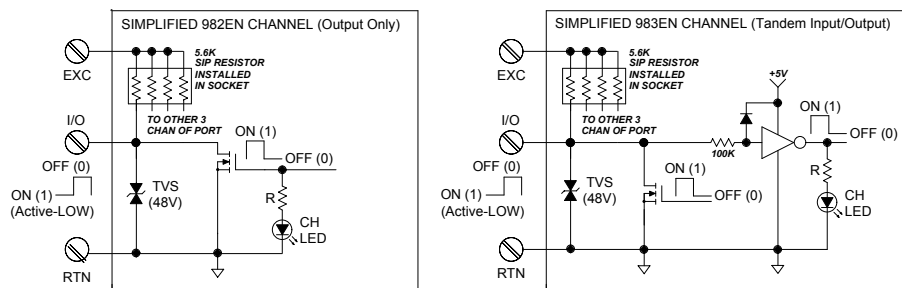 SIMPLIFIED 982EN CHANNEL (Output Only)
5.6K
SIP RESISTOR
INSTALLED
IN SOCKET
EXC
TO OTHER 3
CHAN OF PORT
I/O
ON (1)
OFF (0)
OFF (0)
ON (1)
(Active-LOW)
TVS
(48V)
R
CH
LED
RTN
SIMPLIFIED 983EN CHANNEL (Tandem Input/Output)
5.6K
SIP RESISTOR
INSTALLED
IN SOCKET
EXC
+5V
TO OTHER 3
CHAN OF PORT
I/O
ON (1)
OFF (0)
100K
OFF (0)
ON (1)
(Active-LOW)
TVS
(48V)
ON (1)
OFF (0)
R
CH
LED
RTN